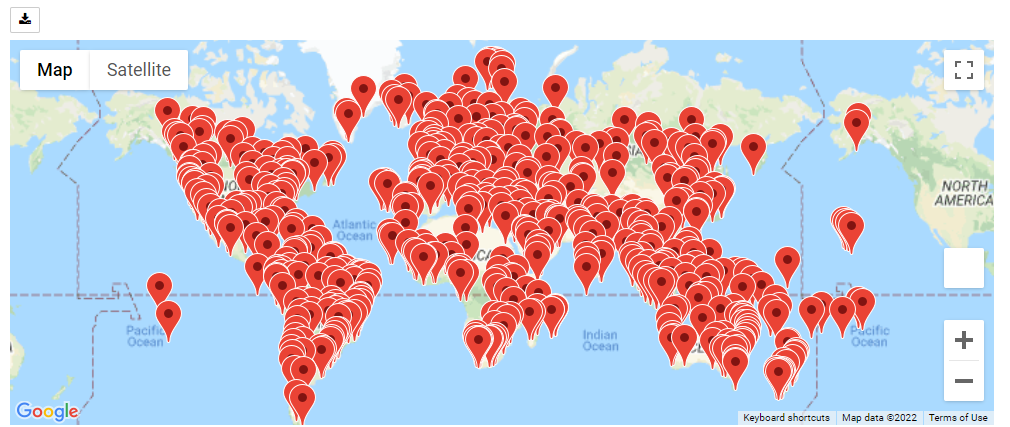 Map
Satellite
NORTH
AMERICA
Atlantic
Ocean
Pacific
Ocean
Indian
Ocean
Pacific
Ocean
Google
Keyboard shortcuts
Map data ©2022
Terms of Use